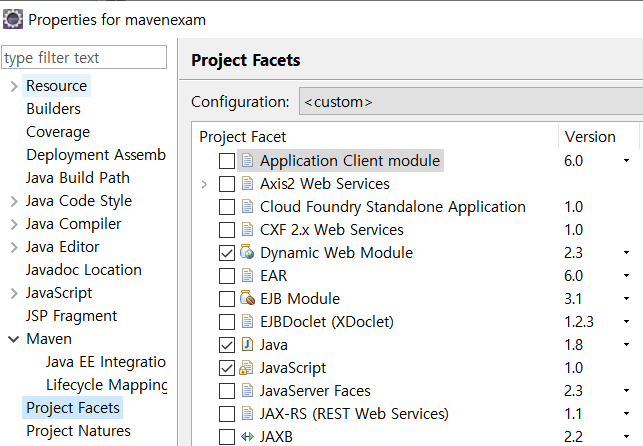 Properties for mavenexam
type filter text
Resource
Builders
Coverage
Deployment Assemb
Java Build Path
Java Code Style
Java Compiler
Java Editor
Javadoc Location
JavaScript
JSP Fragment
Maven
Java EE Integratio
Lifecycle Mapping
Project Facets
Project Natures
Project Facets
Configuration: <custom>
Project Facet Version
Application Client module 6.0
Axis2 Web Services
Cloud Foundry Standalone Application 1.0
CXF 2.x Web Services 1.0
Dynamic Web Module 2.3
EAR 6.0
EJB Module 3.1
EJBDoclet (XDoclet) 1.2.3
Java 1.8
JavaScript 1.0
JavaServer Faces 2.3
JAX-RS (REST Web Services) 1.1
JAXB 2.2